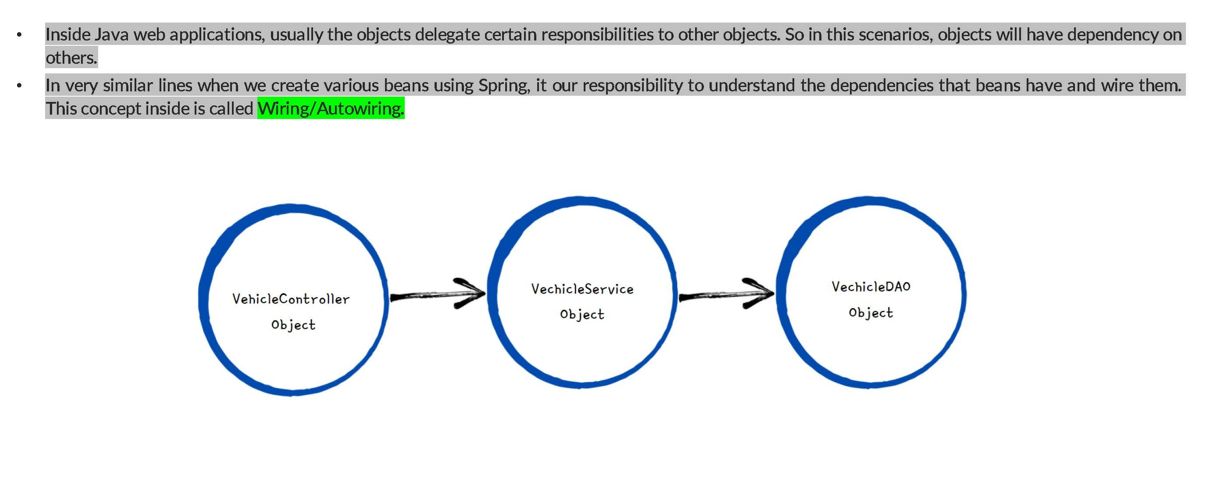 • Inside Java web applications, usually the objects delegate certain responsibilities to other objects. So in this scenarios, objects will have dependency on
others.
• In very similar lines when we create various beans using Spring, it our responsibility to understand the dependencies that beans have and wire them.
This concept inside is called Wiring/Autowiring.
VehicleController
Object
VechicleService
Object
VechicleDAO
Object